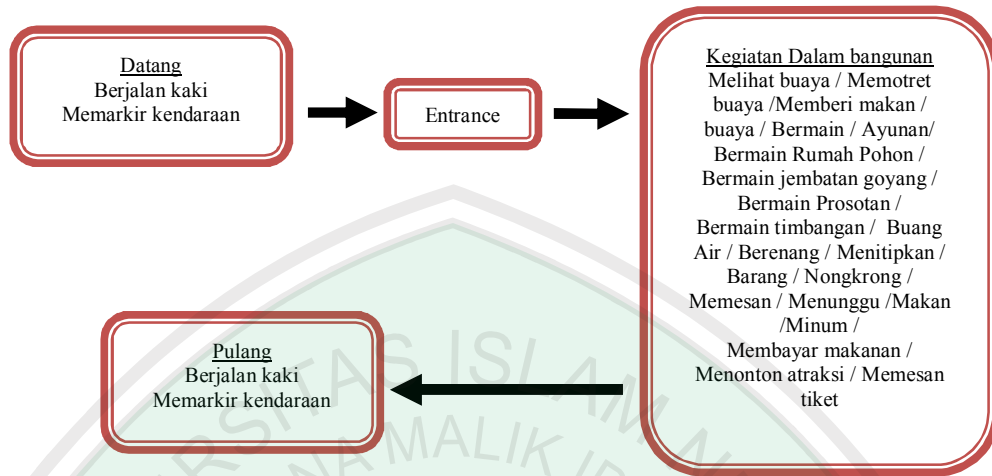 Datang
Berjalan kaki
Memarkir kendaraan
Entrance
Kegiatan Dalam bangunan
Melihat buaya / Memotret
buaya /Memberi makan /
buaya / Bermain / Ayunan/
Bermain Rumah Pohon /
Bermain jembatan goyang /
Bermain Prosotan /
Bermain timbangan / Buang
Air / Berenang / Menitipkan /
Barang / Nongkrong /
Memesan / Menunggu /Makan
/Minum /
Membayar makanan /
Menonton atraksi / Memesan
tiket
Pulang
Berjalan kaki
Memarkir kendaraan
ISLAM
MALIK